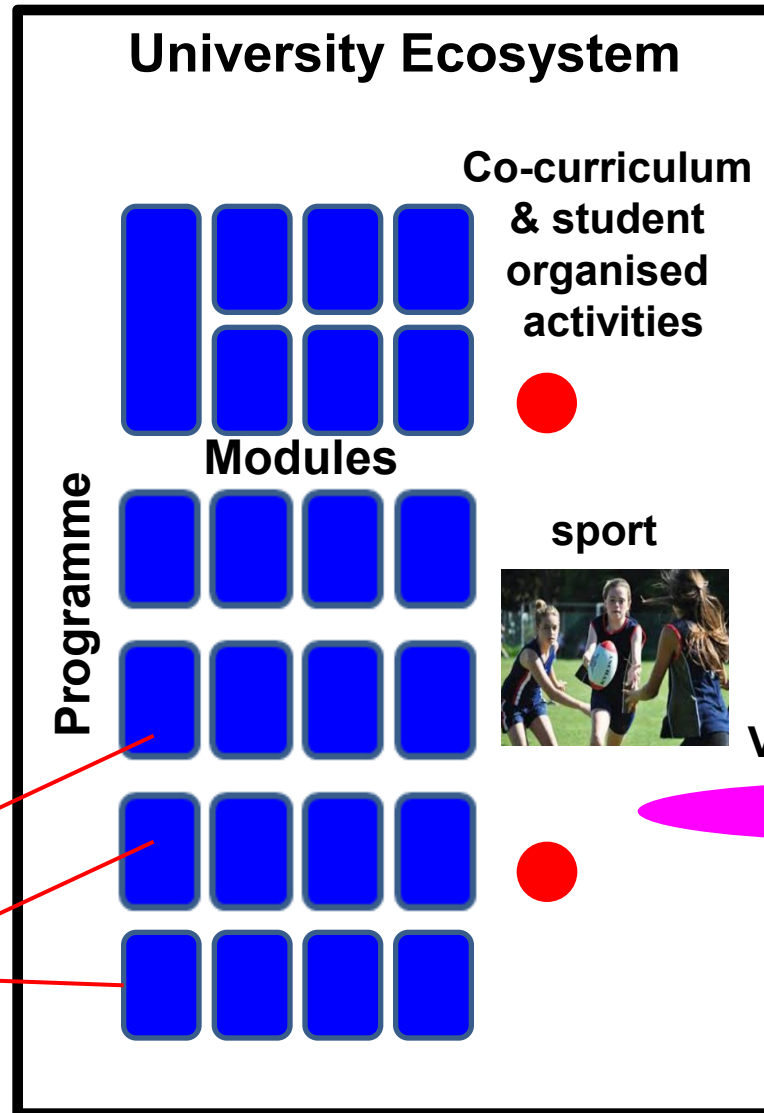 University Ecosystem
Co-curriculum
& student
organised
activities
Modules
Programme
sport
V